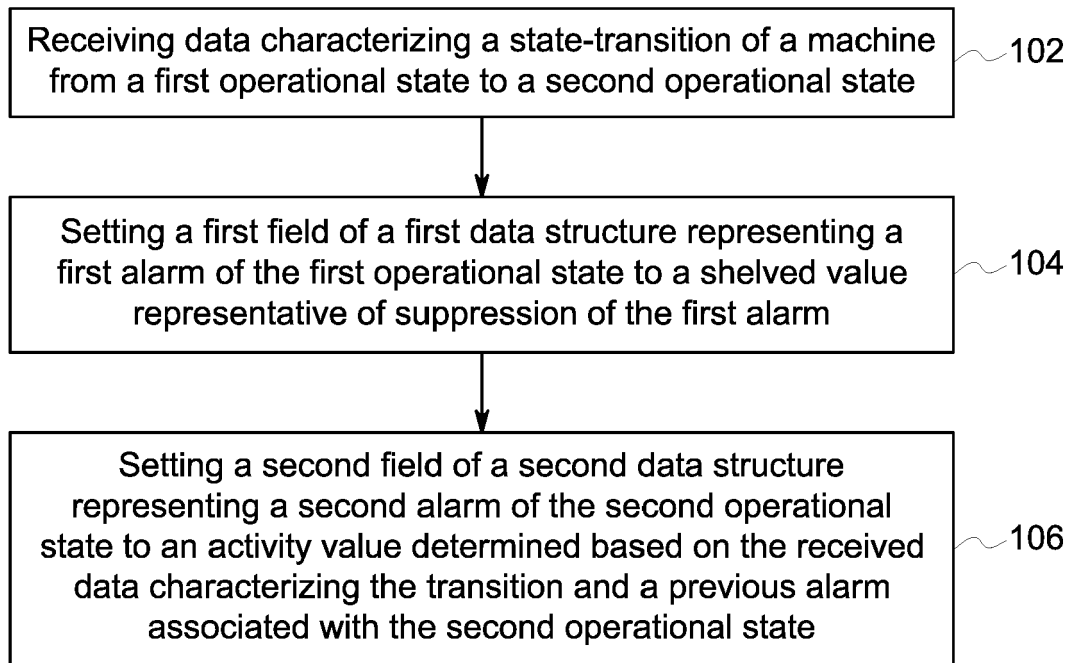 Receiving data characterizing a state-transition of a machine
from a first operational state to a second operational state
102
Setting a first field of a first data structure representing a
first alarm of the first operational state to a shelved value
representative of suppression of the first alarm
104
Setting a second field of a second data structure
representing a second alarm of the second operational
state to an activity value determined based on the received
data characterizing the transition and a previous alarm
associated with the second operational state
106